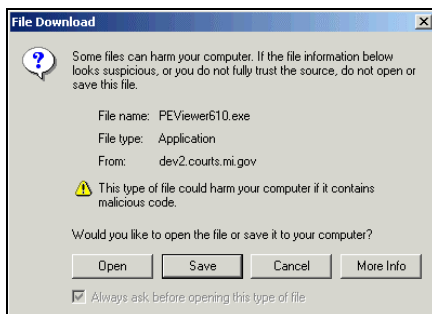 File Download
Some files can harm your computer. If the file information below
looks suspicious, or you do not fully trust the source, do not open or
save this file.
File name: PEViewer610.exe
File type: Application
From: dev2.courts.mi.gov
This type of file could harm your computer if it contains
malicious code.
Would you like to open the file or save it to your computer?
Open Save Cancel More Info
Always ask before opening this type of file